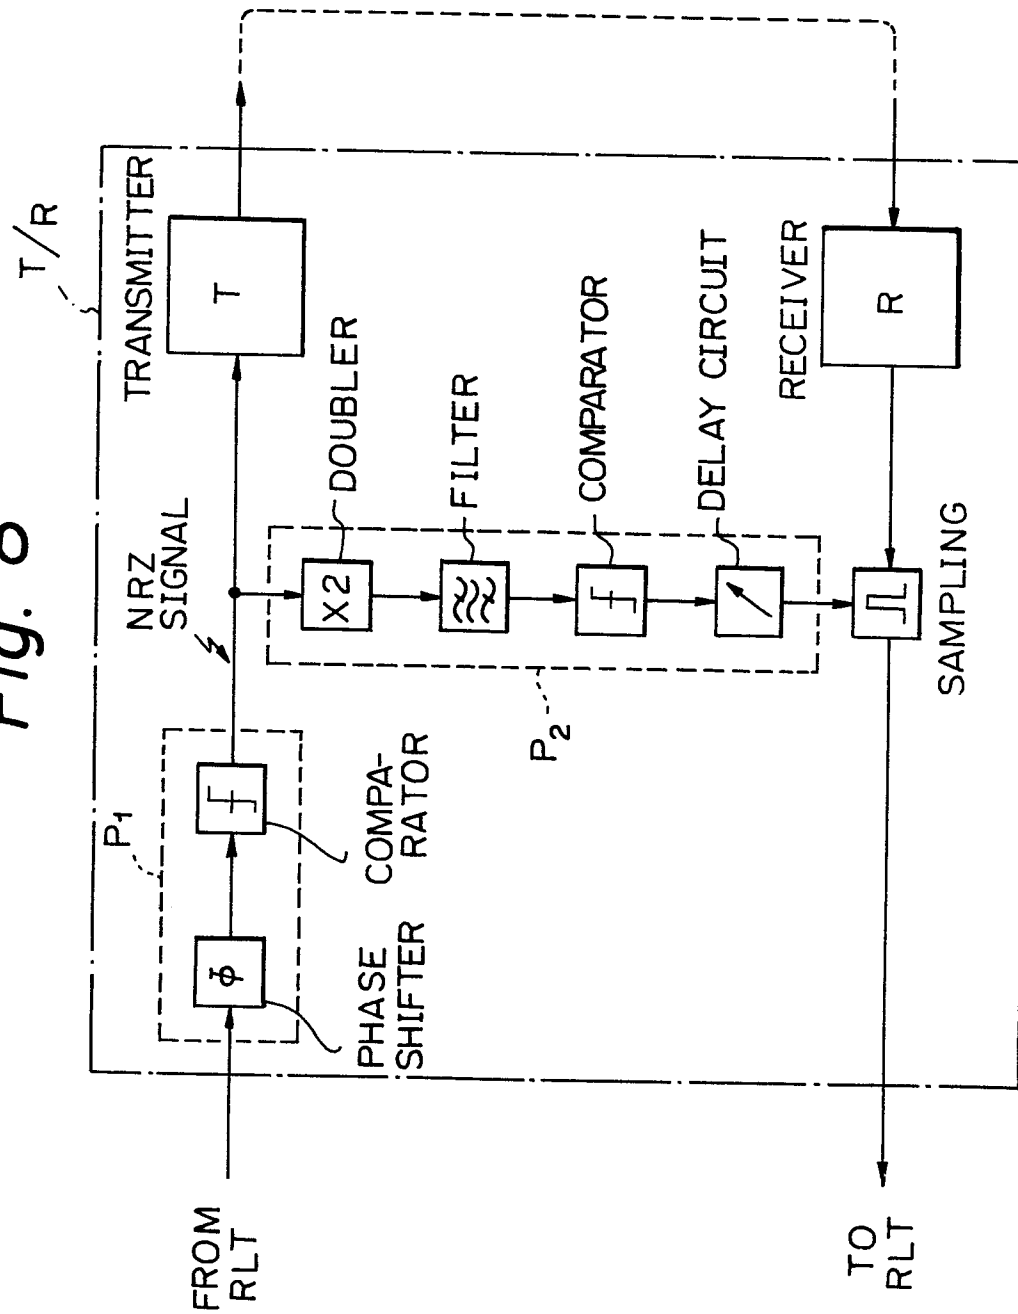 Fig.
T/R
P1
NRZ
SIGNAL
TRANSMITTER
FROM
RLT
Φ
T
PHASE
SHIFTER
COMPA-
RATOR
X2
DOUBLER
FILTER
P2
COMPARATOR
DELAY CIRCUIT
RECEIVER
R
TO
RLT
SAMPLING